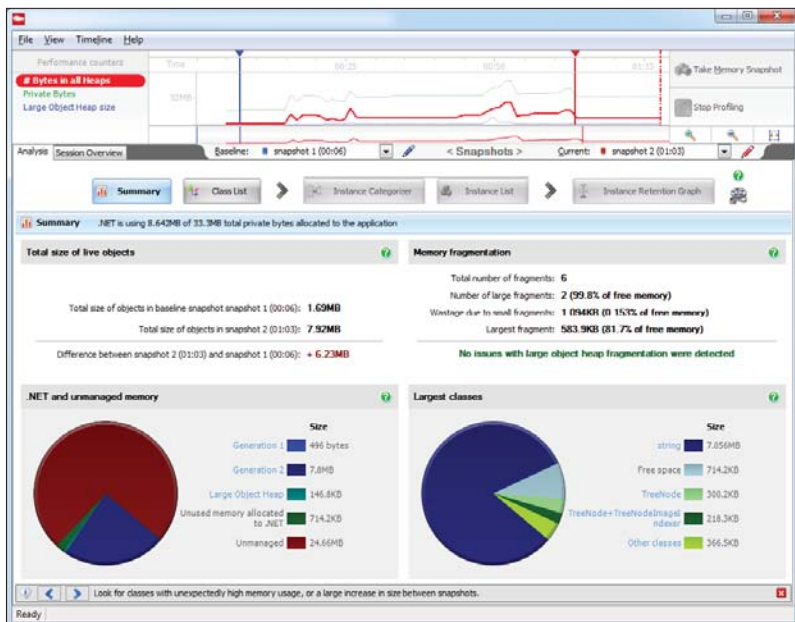 File View Timeline Help
Performance counters
# Bytes in all Heaps
Private Bytes
Large Object Heap size
Time 00:25 00:50 01:15
32MB
Take Memory Snapshot
Stop Profiling
Analysis Session Overview Baseline: snapshot 1 (00:06) < Snapshots > Current: snapshot 2 (01:03)
Summary Class List Instance Categorizer Instance List Instance Retention Graph
Summary .NET is using 8.642MB of 33.3MB total private bytes allocated to the application
Total size of live objects
Total size of objects in baseline snapshot snapshot 1 (00:06): 1.69MB
Total size of objects in snapshot 2 (01:03): 7.92MB
Difference between snapshot 2 (01:03) and snapshot 1 (00:06): + 6.23MB
Memory fragmentation
Total number of fragments: 6
Number of large fragments: 2 (99.8% of free memory)
Wastage due to small fragments: 1.094KB (0.153% of free memory)
Largest fragment: 583.9KB (81.7% of free memory)
No issues with large object heap fragmentation were detected
.NET and unmanaged memory
Size
Generation 1 496 bytes
Generation 2 7.8MB
Large Object Heap 146.8KB
Unused memory allocated
to .NET 714.2KB
Unmanaged 24.66MB
Largest classes
Size
string 7.056MB
Free space 714.2KB
TreeNode 300.2KB
TreeNode+TreeNodeImageI
ndexer 218.3KB
Other classes 366.5KB
Look for classes with unexpectedly high memory usage, or a large increase in size between snapshots.
Ready